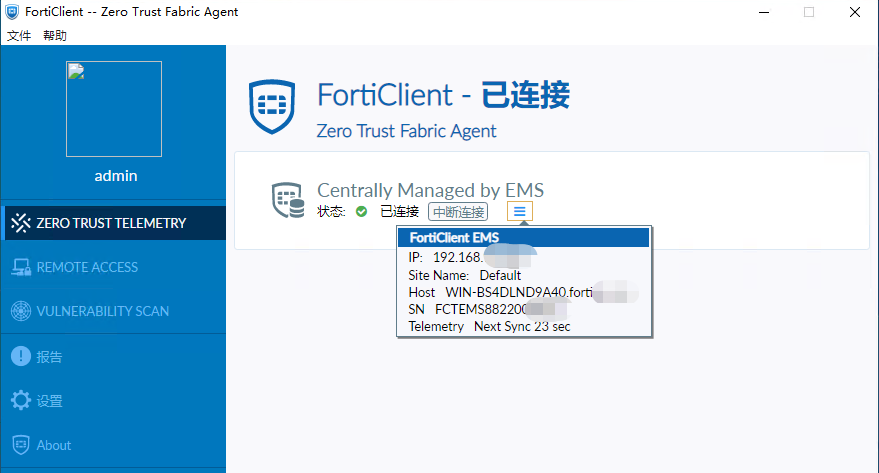 FortiClient -- Zero Trust Fabric Agent
文件 帮助
admin
ZERO TRUST TELEMETRY
REMOTE ACCESS
VULNERABILITY SCAN
报告
设置
About
FortiClient - 已连接
Zero Trust Fabric Agent
Centrally Managed by EMS
状态: 已连接 中断连接
FortiClient EMS
IP: 192.168.
Site Name: Default
Host WIN-BS4DLND9A40.forti
SN FCTEMS88220
Telemetry Next Sync 23 sec